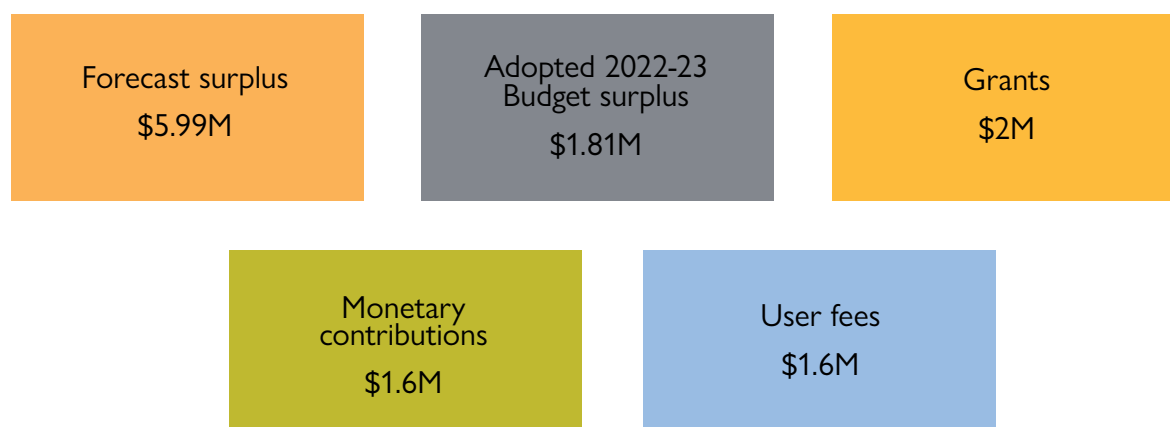 Forecast surplus
$5.99M
Adopted 2022-23
Budget surplus
$1.81M
Grants
$2M
Monetary
contributions
$1.6M
User fees
$1.6M